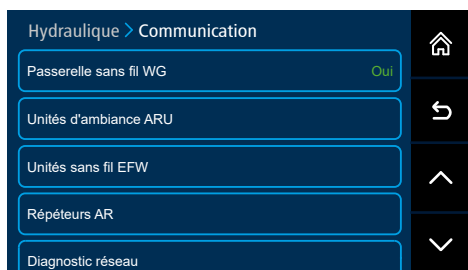 Hydraulique > Communication
Passerelle sans fil WG Oui
Unités d'ambiance ARU
Unités sans fil EFW
Répéteurs AR
Diagnostic réseau